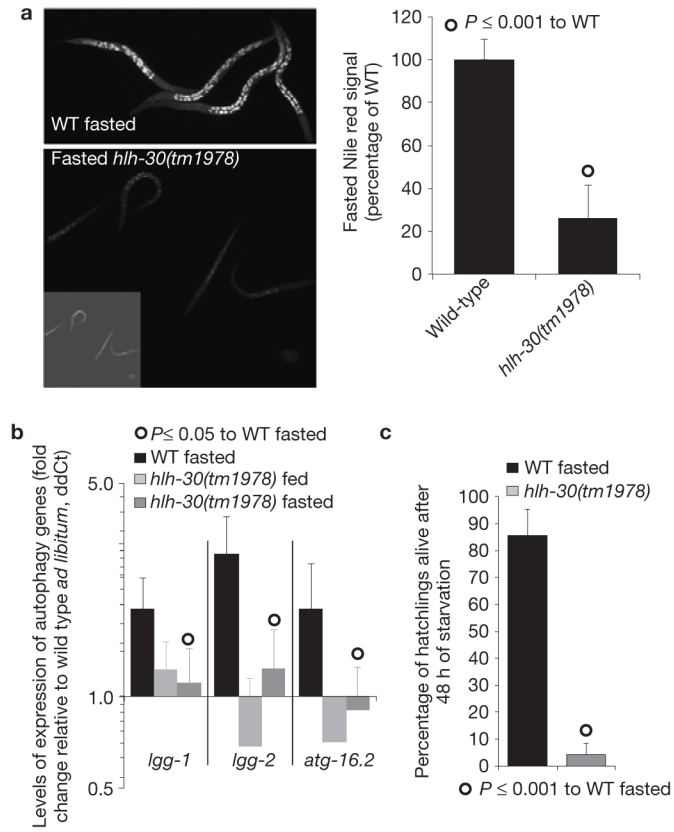 a
WT fasted
Fasted hlh-30(tm1978)
Fasted Nile red signal
(percentage of WT)
120
100
80
60
40
20
0
P ≤ 0.001 to WT
Wild-type
hlh-30(tm1978)
b
P≤ 0.05 to WT fasted
WT fasted
hlh-30(tm1978) fed
hlh-30(tm1978) fasted
Levels of expression of autophagy genes (fold
change relative to wild type ad libitum, ddCt)
5.0
1.0
0.5
lgg-1
lgg-2
atg-16.2
c
WT fasted
hlh-30(tm1978)
Percentage of hatchlings alive after
48 h of starvation
100
90
80
70
60
50
40
30
20
10
0
P ≤ 0.001 to WT fasted